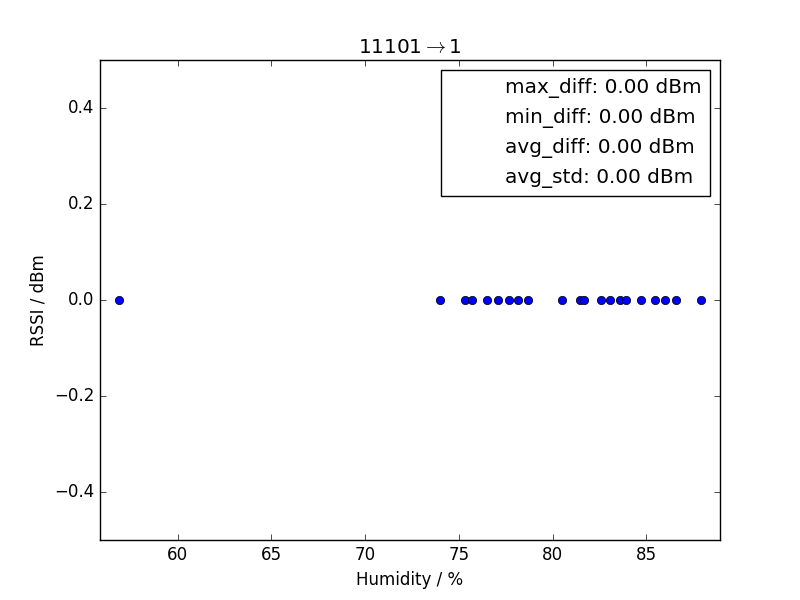 11101→1
max_diff: 0.00 dBm
min_diff: 0.00 dBm
avg_diff: 0.00 dBm
avg_std: 0.00 dBm
RSSI / dBm
0.4
0.2
0.0
−0.2
−0.4
60 65 70 75 80 85
Humidity / %